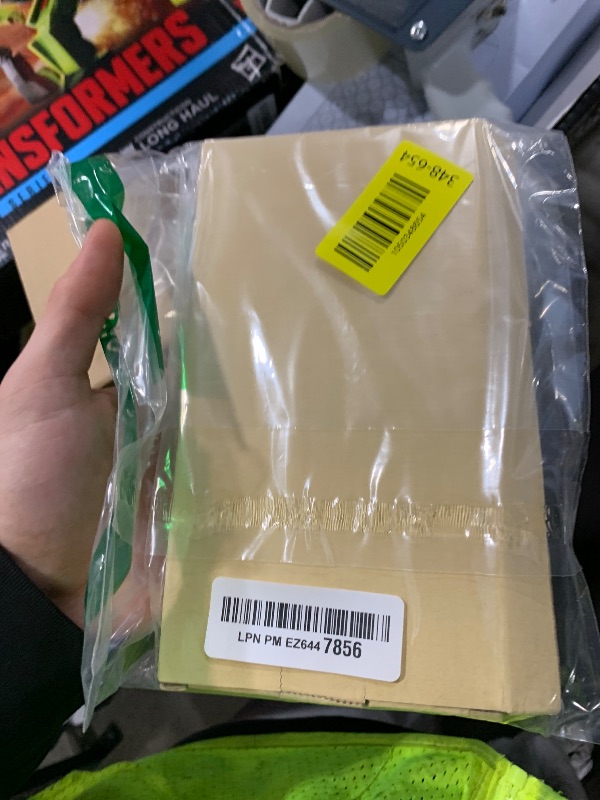 NSFORMERS
LONG HAUL
348-654
LPN PM EZ644 7856